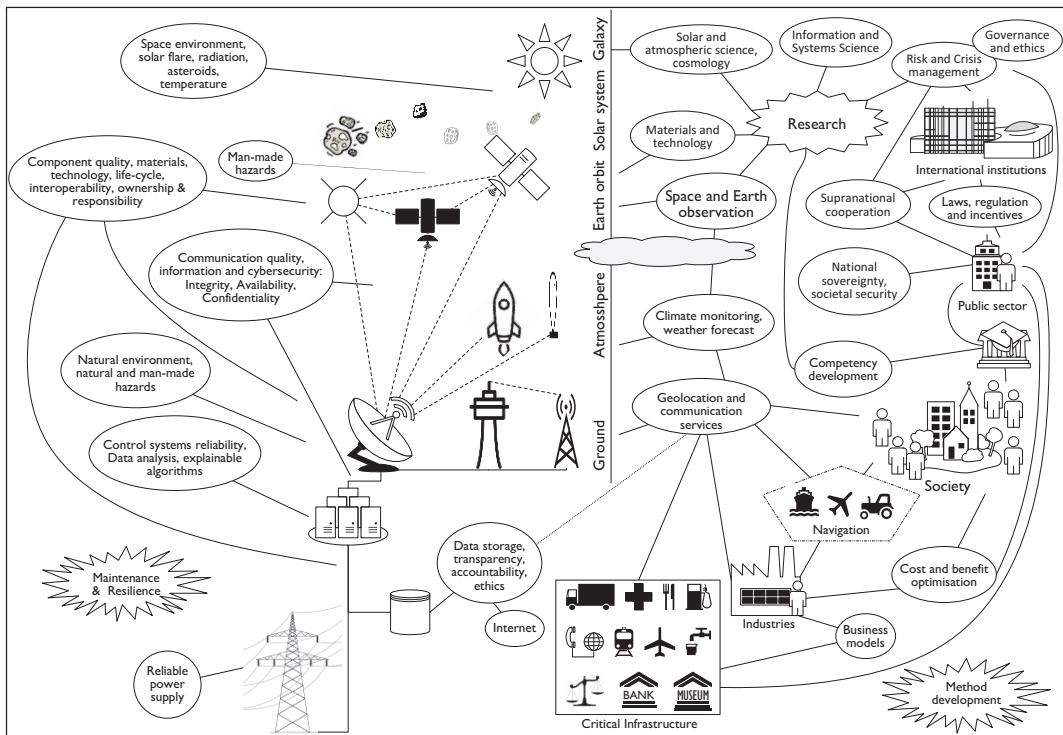 Space environment,
solar flare, radiation,
asteroids,
temperature
Component quality, materials,
technology, life-cycle,
interoperability, ownership &
responsibility
Man-made
hazards
Communication quality,
information and cybersecurity:
Integrity, Availability,
Confidentiality
Natural environment,
natural and man-made
hazards
Control systems reliability,
Data analysis, explainable
algorithms
Maintenance
& Resilience
Reliable
power
supply
Data storage,
transparency,
accountability,
ethics
Internet
Galaxy
Solar system
Earth orbit
Atmosshpere
Ground
Solar and
atmospheric science,
cosmology
Information and
Systems Science
Governance
and ethics
Risk and Crisis
management
Research
Materials and
technology
International institutions
Space and Earth
observation
Supranational
cooperation
Laws, regulation
and incentives
National
sovereignty,
societal security
Public sector
Climate monitoring,
weather forecast
Competency
development
Geolocation and
communication
services
Society
Navigation
Cost and benefit
optimisation
Industries
Business
models
BANK
MUSEUM
Critical Infrastructure
Method
development